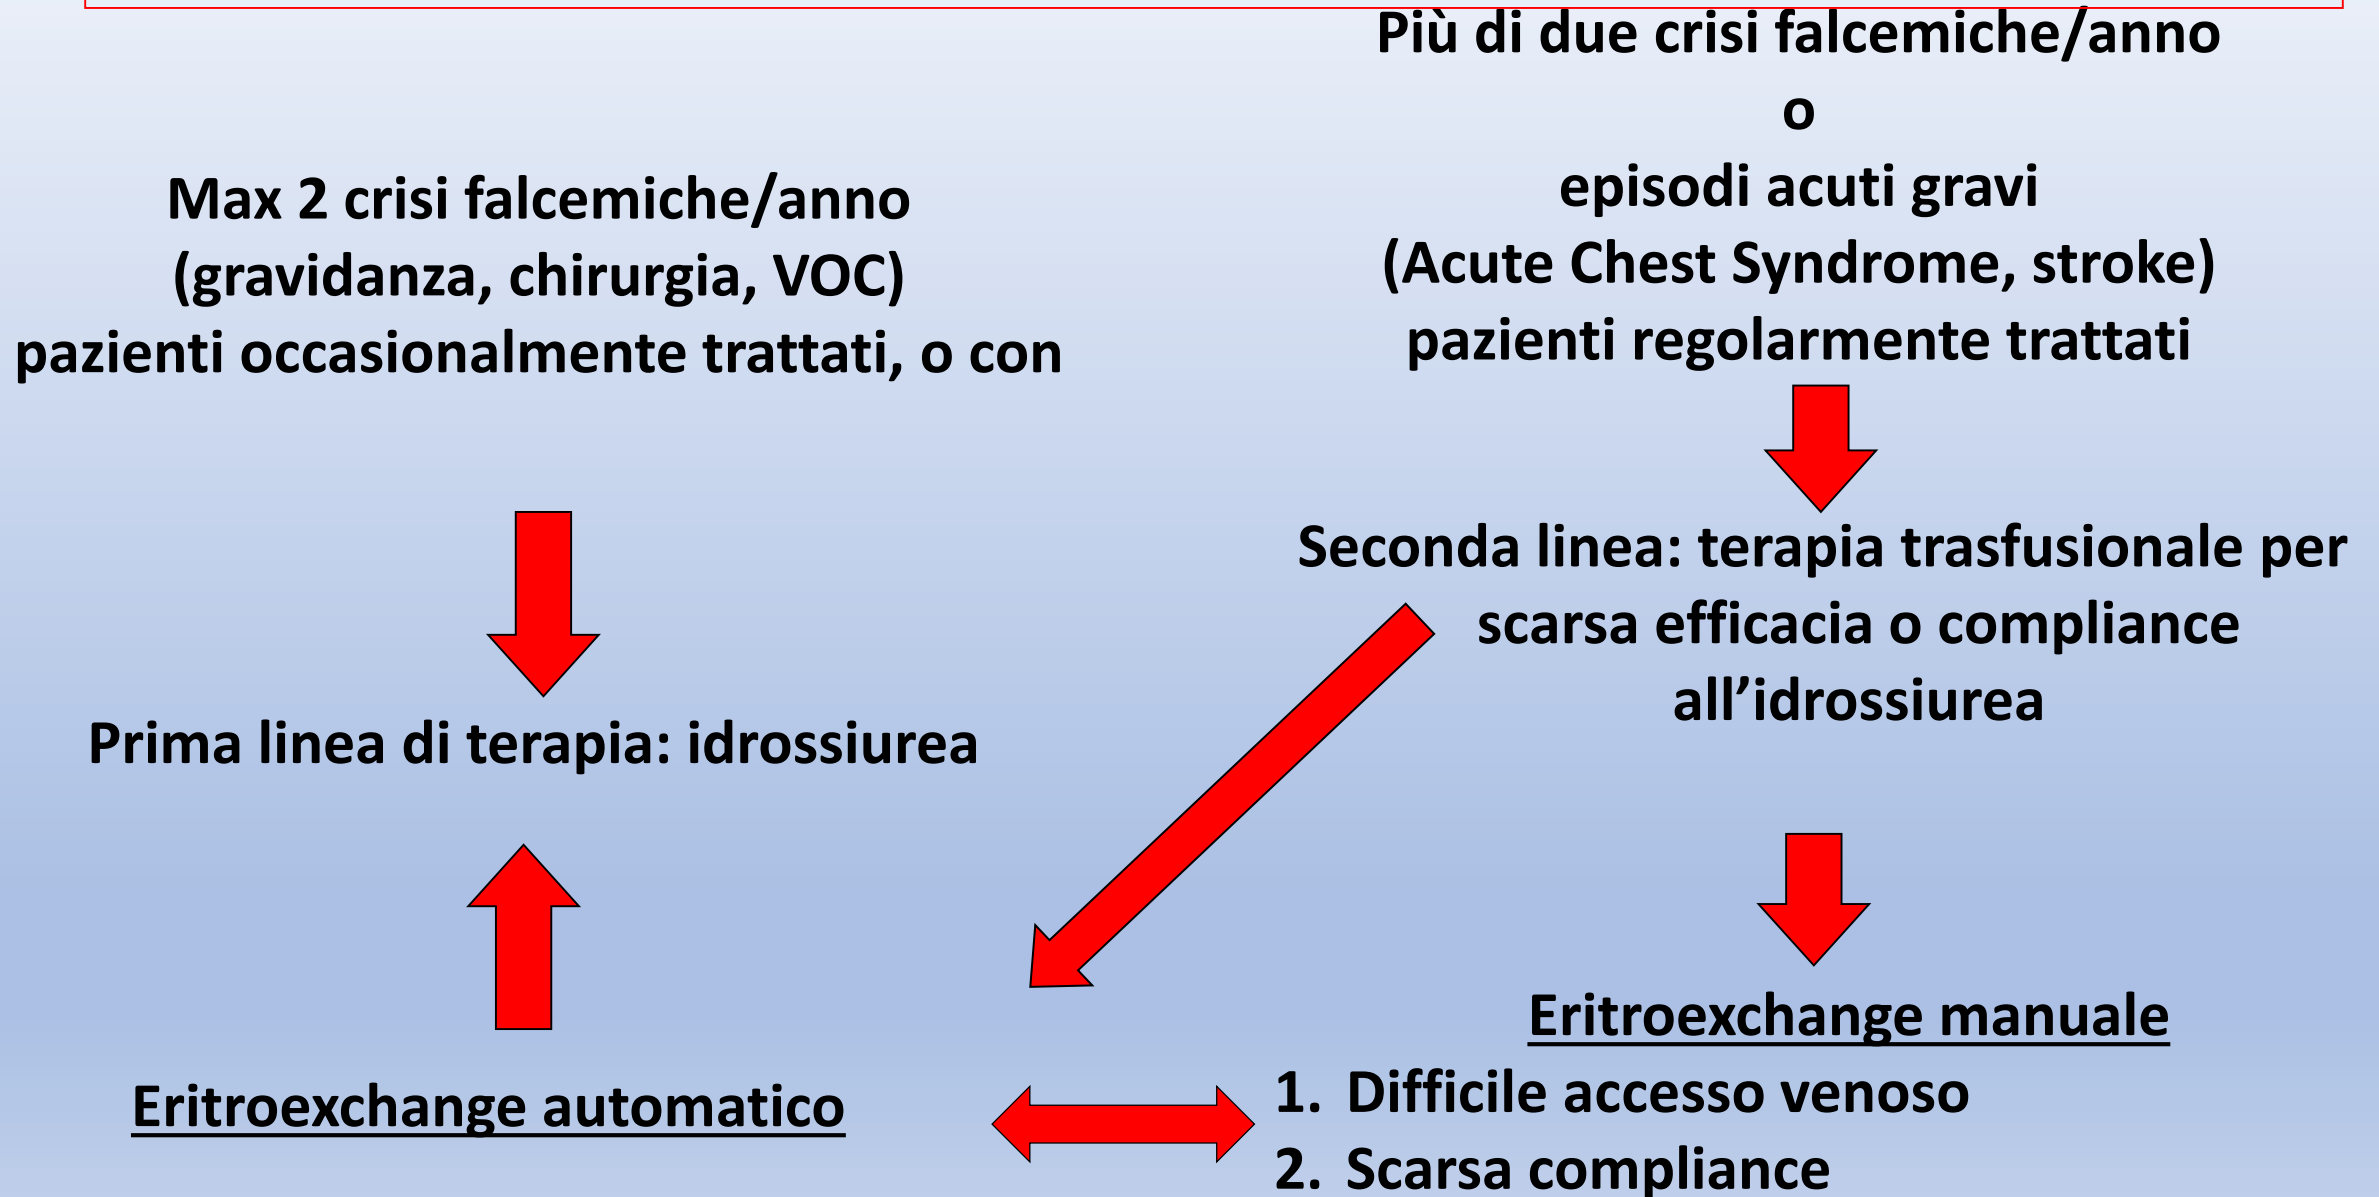 Max 2 crisi falcemiche/anno
(gravidanza, chirurgia, VOC)
pazienti occasionalmente trattati, o con
Prima linea di terapia: idrossiurea
Eritroexchange automatico
Più di due crisi falcemiche/anno
o
episodi acuti gravi
(Acute Chest Syndrome, stroke)
pazienti regolarmente trattati
Seconda linea: terapia trasfusionale per
scarsa efficacia o compliance
all’idrossiurea
Eritroexchange manuale
1. Difficile accesso venoso
2. Scarsa compliance